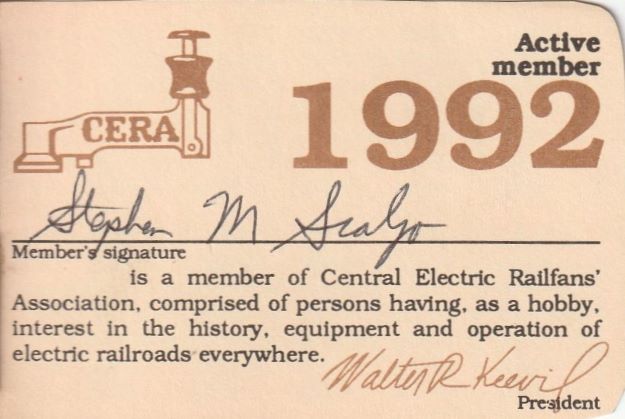 Active
member
CERA
1992
Stephen M Scalzo
Member's signature
is a member of Central Electric Railfans'
Association, comprised of persons having, as a hobby,
interest in the history, equipment and operation of
electric railroads everywhere.
Walter R Keevil
President